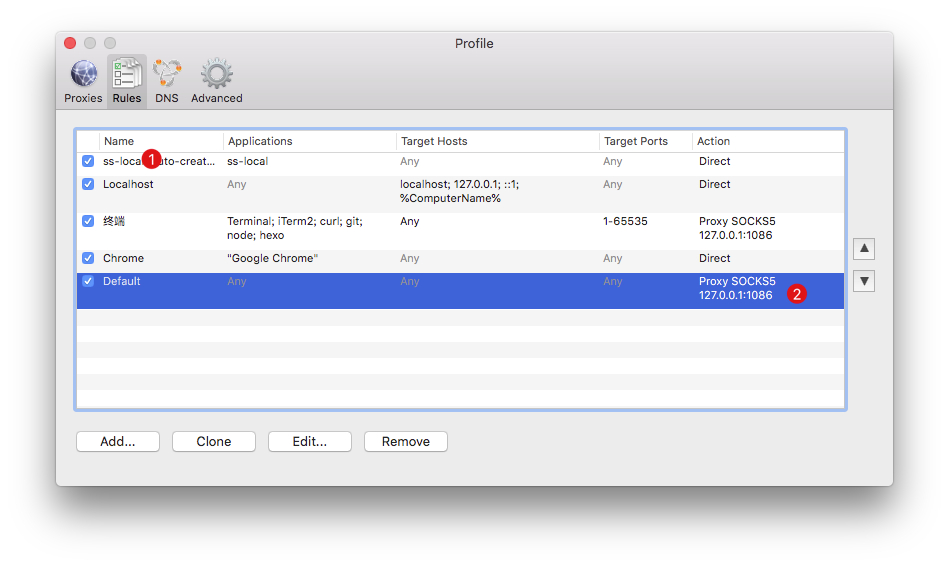 Profile
Proxies Rules DNS Advanced
Name Applications Target Hosts Target Ports Action
ss-loca 1 to-creat... ss-local Any Any Direct
Localhost Any localhost; 127.0.0.1; ::1; Any Direct
%ComputerName%
终端 Terminal; iTerm2; curl; git; Any 1-65535 Proxy SOCKS5
node; hexo 127.0.0.1:1086
Chrome "Google Chrome" Any Any Direct
Default Any Any Any Proxy SOCKS5
127.0.0.1:1086 2
Add... Clone Edit... Remove